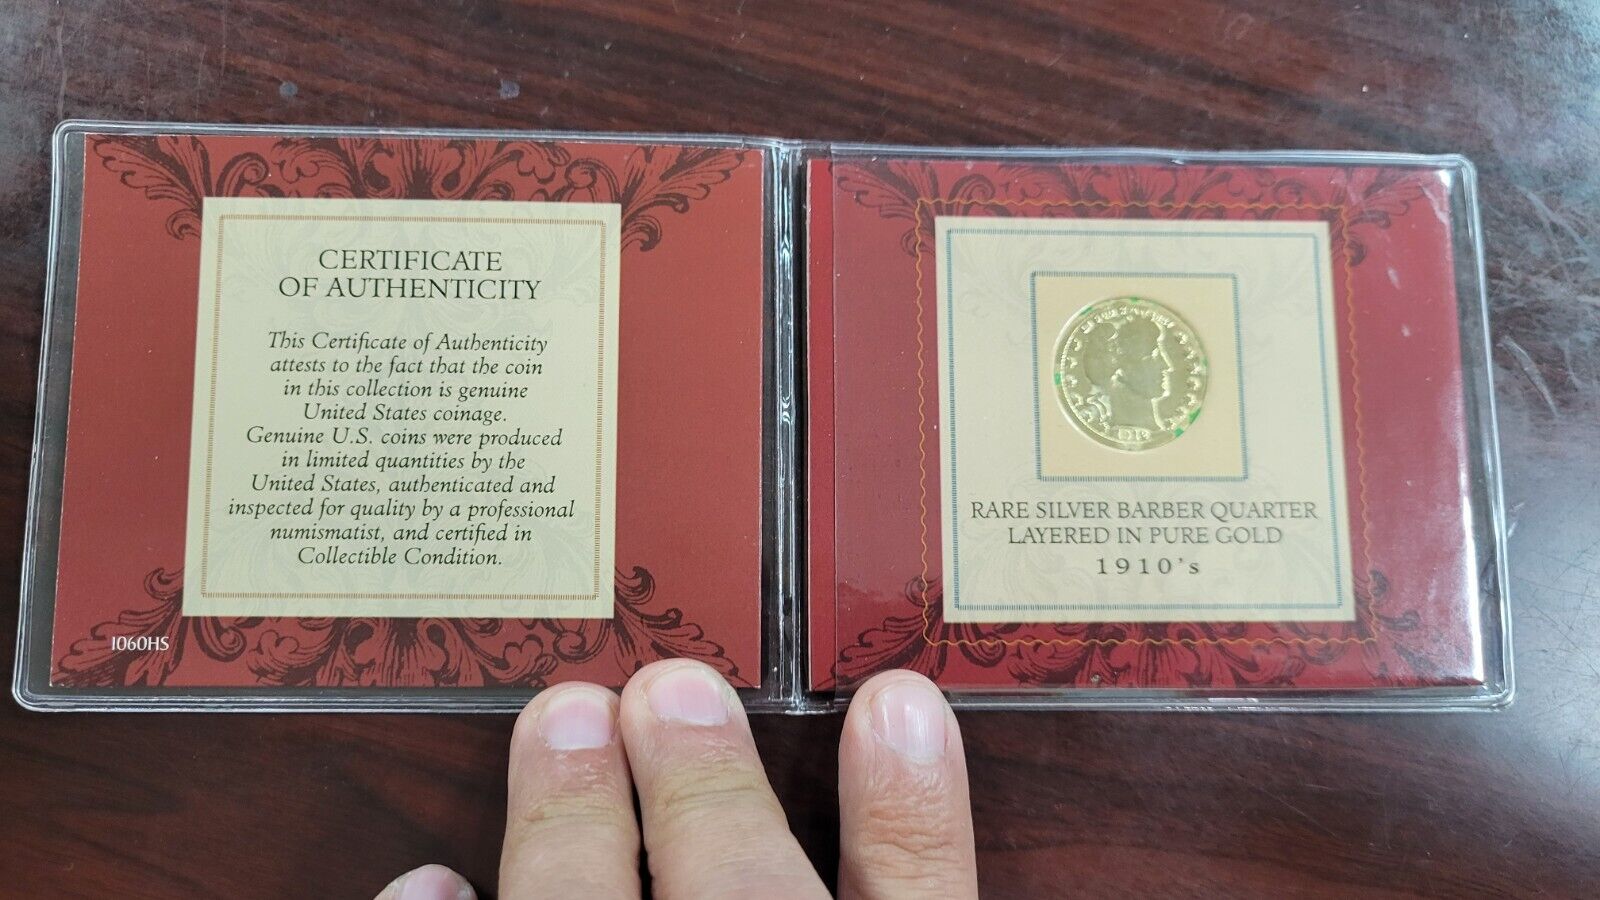 CERTIFICATE
OF AUTHENTICITY
This Certificate of Authenticity
attests to the fact that the coin
in this collection is genuine
United States coinage.
Genuine U.S. coins were produced
in limited quantities by the
United States, authenticated and
inspected for quality by a professional
numismatist, and certified in
Collectible Condition.
1060HS
RARE SILVER BARBER QUARTER
LAYERED IN PURE GOLD
1910's